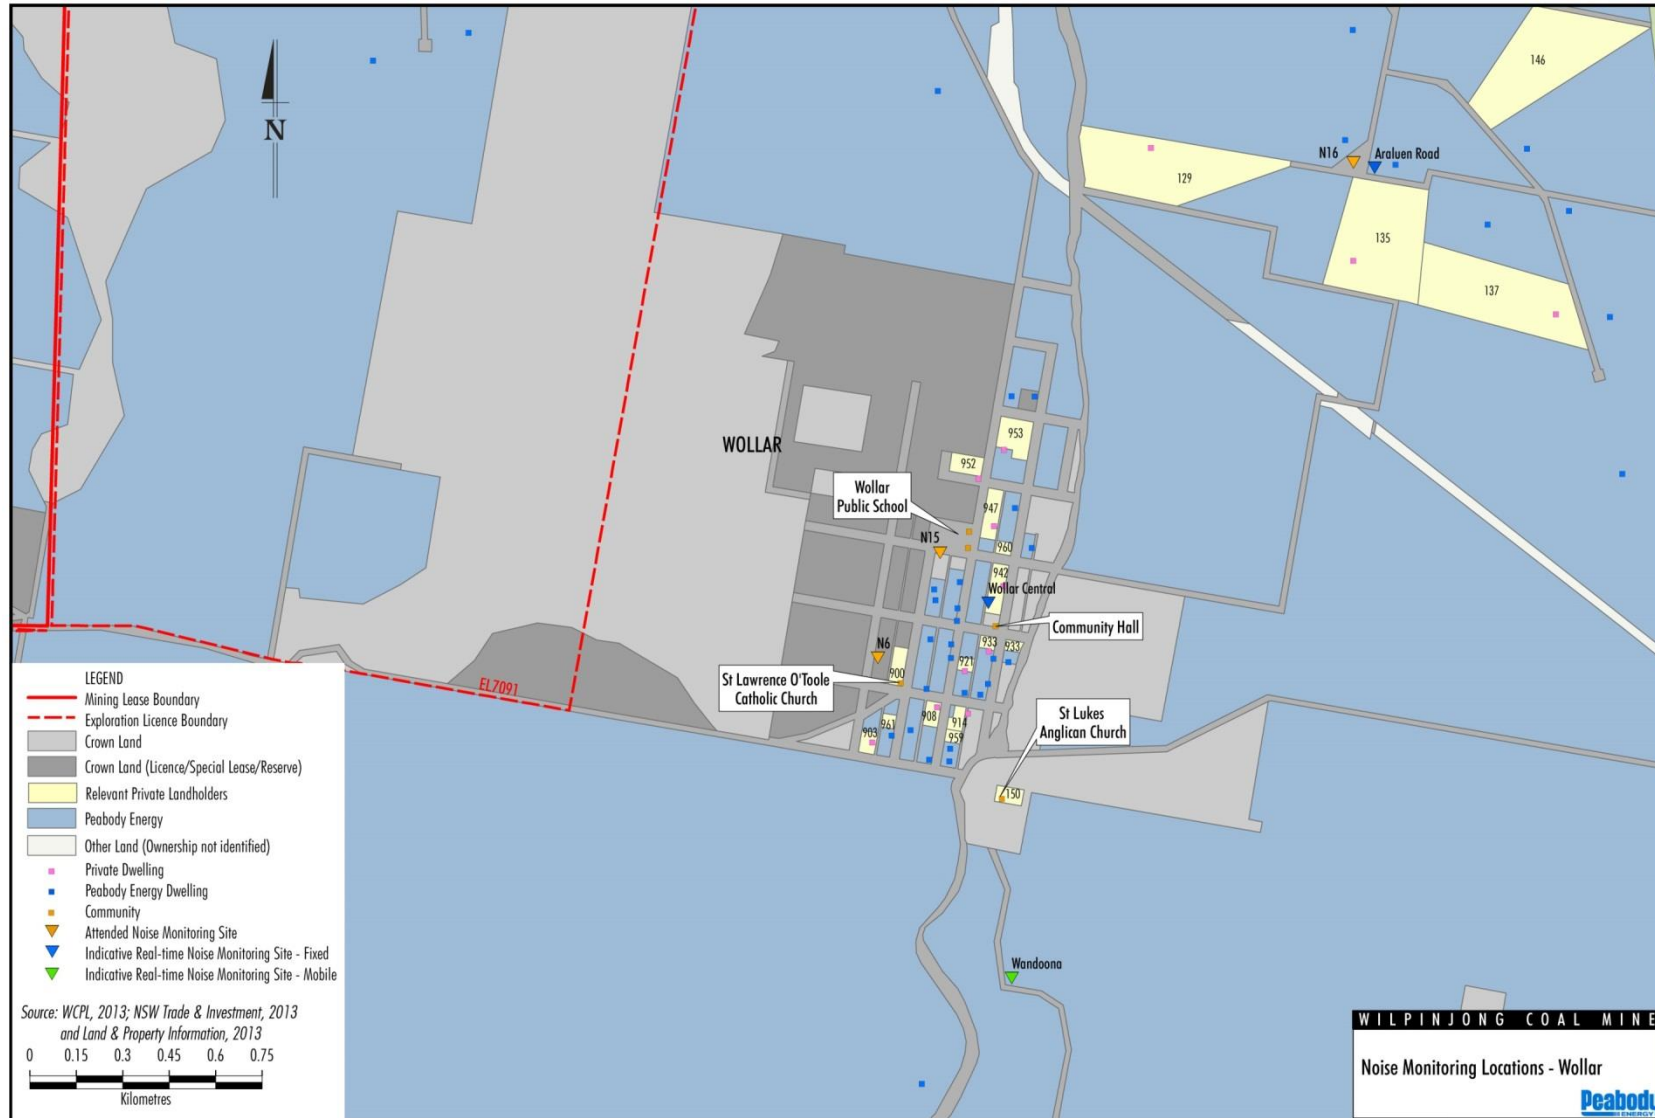 N
146
N16
Araluen Road
129
135
137
WOLLAR
953
952
Wollar
Public School
947
N15
960
942
Wollar Central
Community Hall
933
933
921
N6
900
St Lawrence O'Toole
Catholic Church
EL7091
908
961
914
903
959
St Lukes
Anglican Church
150
Wandoona
LEGEND
Mining Lease Boundary
Exploration Licence Boundary
Crown Land
Crown Land (Licence/Special Lease/Reserve)
Relevant Private Landholders
Peabody Energy
Other Land (Ownership not identified)
Private Dwelling
Peabody Energy Dwelling
Community
Attended Noise Monitoring Site
Indicative Real-time Noise Monitoring Site - Fixed
Indicative Real-time Noise Monitoring Site - Mobile
Source: WCPL, 2013; NSW Trade & Investment, 2013
and Land & Property Information, 2013
0 0.15 0.3 0.45 0.6 0.75
Kilometres
WILPINJONG COAL MINE
Noise Monitoring Locations - Wollar
Peabody
ENERGY